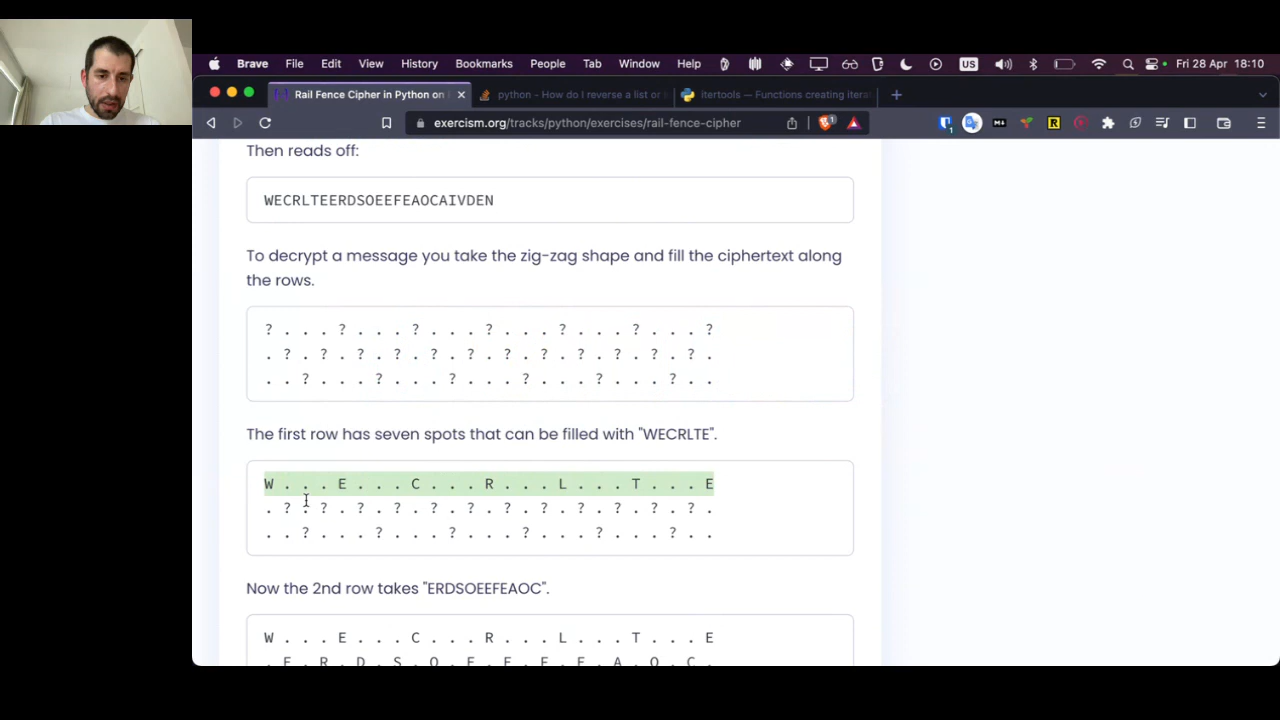 Brave File Edit View History Bookmarks People Tab Window Help US Fri 28 Apr 18:10
Rail Fence Cipher in Python on python - How do I reverse a list or itertools — Functions creating itera
exercism.org/tracks/python/exercises/rail-fence-cipher
Then reads off:
WECRLTEERDSOEEFEAOCAIVDEN
To decrypt a message you take the zig-zag shape and fill the ciphertext along
the rows.
? . . . ? . . . ? . . . ? . . . ? . . . ? . . . ?
. ? . ? . ? . ? . ? . ? . ? . ? . ? . ? . ? . ? .
. . ? . . . ? . . . ? . . . ? . . . ? . . . ? . .
The first row has seven spots that can be filled with "WECRLTE".
W . . . E . . . C . . . R . . . L . . . T . . . E
. ? . ? . ? . ? . ? . ? . ? . ? . ? . ? . ? . ? .
. . ? . . . ? . . . ? . . . ? . . . ? . . . ? . .
Now the 2nd row takes "ERDSOEEFEAOC".
W . . . E . . . C . . . R . . . L . . . T . . . E
. E . R . D . S . O . E . E . F . E . A . O . C .